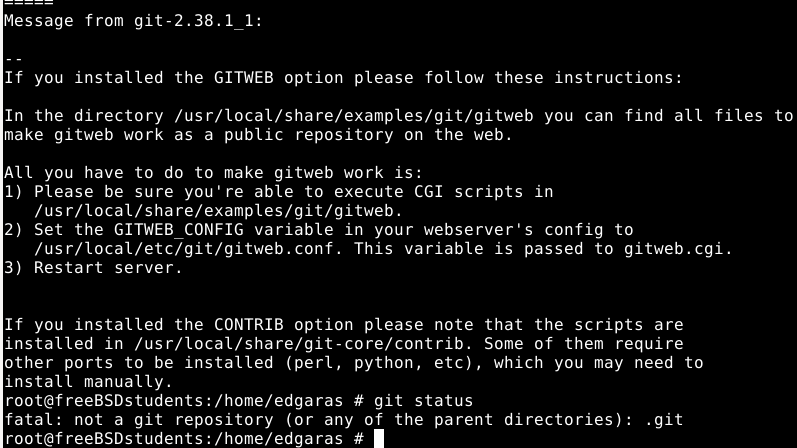 =====
Message from git-2.38.1_1:
--
If you installed the GITWEB option please follow these instructions:
In the directory /usr/local/share/examples/git/gitweb you can find all files to
make gitweb work as a public repository on the web.
All you have to do to make gitweb work is:
1) Please be sure you're able to execute CGI scripts in
/usr/local/share/examples/git/gitweb.
2) Set the GITWEB_CONFIG variable in your webserver's config to
/usr/local/etc/git/gitweb.conf. This variable is passed to gitweb.cgi.
3) Restart server.
If you installed the CONTRIB option please note that the scripts are
installed in /usr/local/share/git-core/contrib. Some of them require
other ports to be installed (perl, python, etc), which you may need to
install manually.
root@freeBSDstudents:/home/edgaras # git status
fatal: not a git repository (or any of the parent directories): .git
root@freeBSDstudents:/home/edgaras #